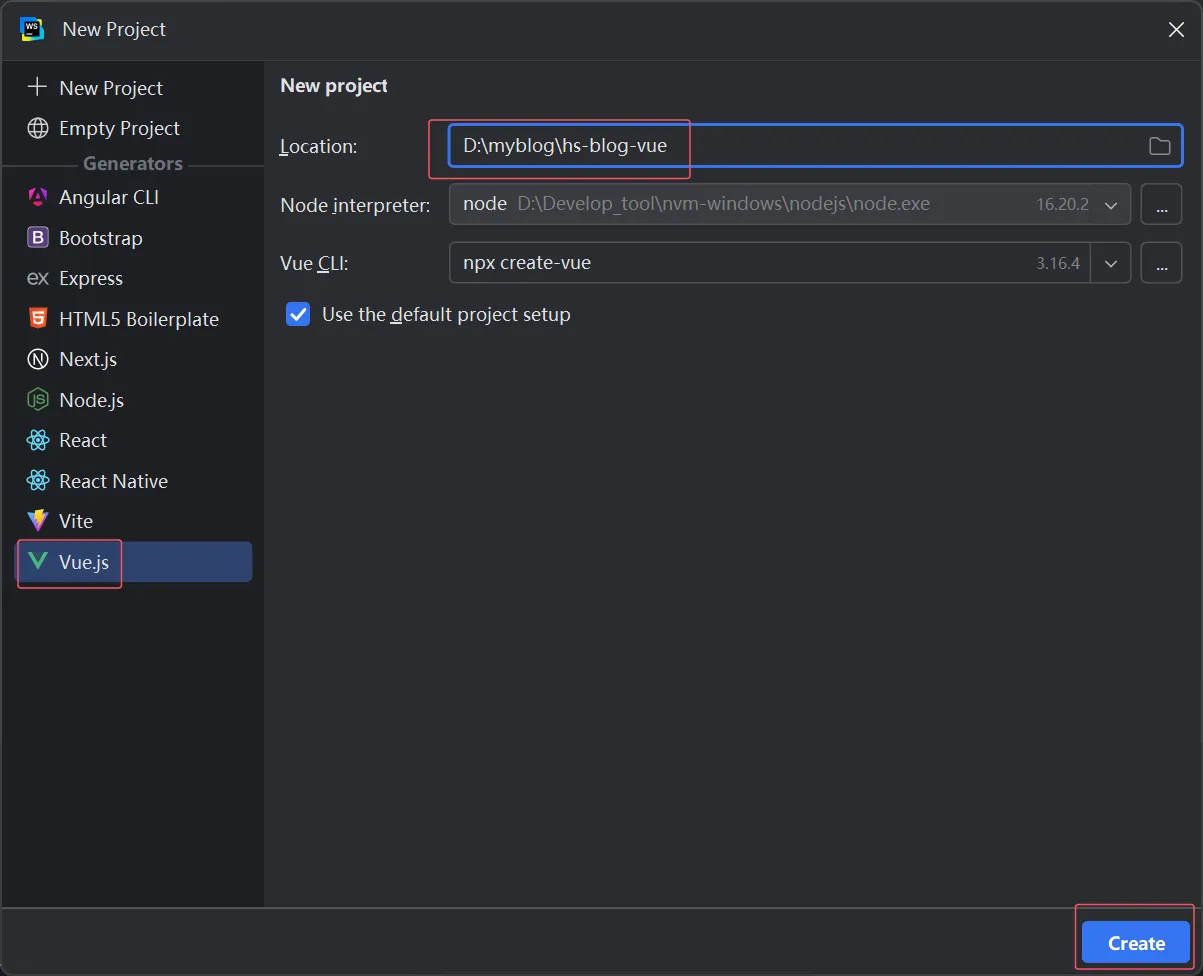 WS
New Project
New Project
Empty Project
Generators
Angular CLI
B Bootstrap
ex Express
5 HTML5 Boilerplate
N Next.js
JS Node.js
React
React Native
Vite
Vue.js
New project
Location: D:\myblog\hs-blog-vue
Node interpreter: node D:\Develop_tool\nvm-windows\nodejs\node.exe 16.20.2 ...
Vue CLI: npx create-vue 3.16.4 ...
Use the default project setup
Create